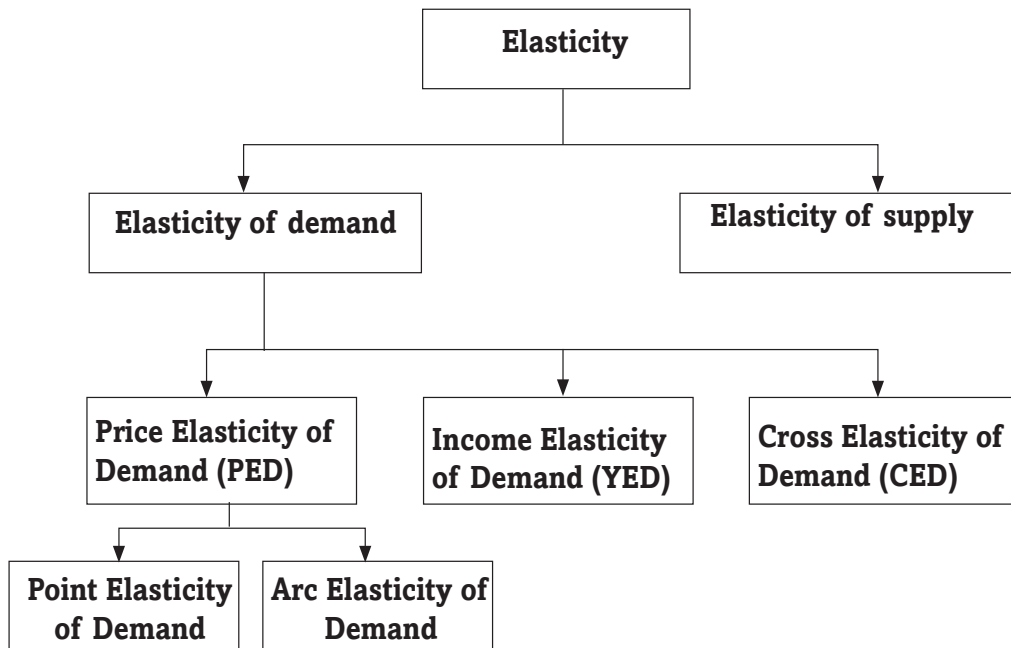 Elasticity
Elasticity of demand
Elasticity of supply
Price Elasticity of
Demand (PED)
Income Elasticity
of Demand (YED)
Cross Elasticity of
Demand (CED)
Point Elasticity
of Demand
Arc Elasticity of
Demand